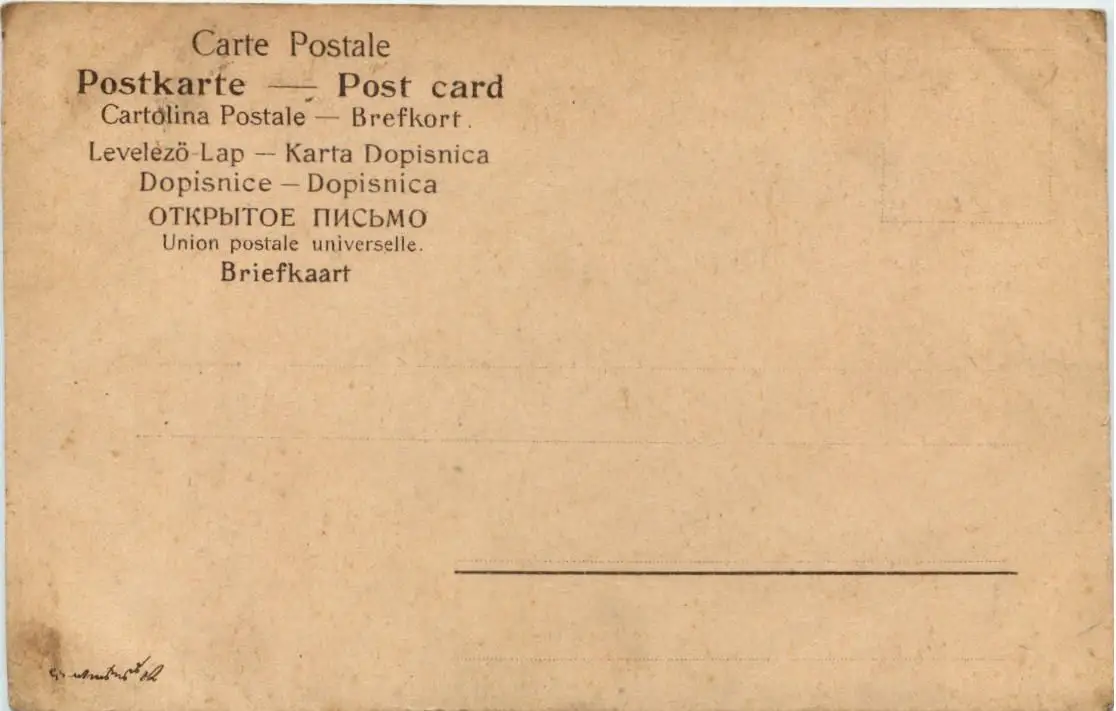 Carte Postale
Postkarte — Post card
Cartolina Postale — Brefkort.
Levelezö-Lap — Karta Dopisnica
Dopisnice — Dopisnica
ОТКРЫТОЕ ПИСЬМО
Union postale universelle.
Briefkaart